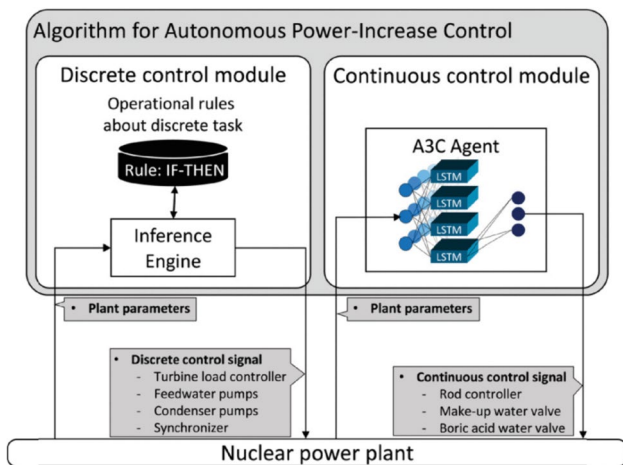 Algorithm for Autonomous Power-Increase Control
Discrete control module
Operational rules
about discrete task
Rule: IF-THEN
Inference
Engine
Continuous control module
A3C Agent
LSTM
LSTM
LSTM
LSTM
• Plant parameters
• Plant parameters
• Discrete control signal
- Turbine load controller
- Feedwater pumps
- Condenser pumps
- Synchronizer
• Continuous control signal
- Rod controller
- Make-up water valve
- Boric acid water valve
Nuclear power plant